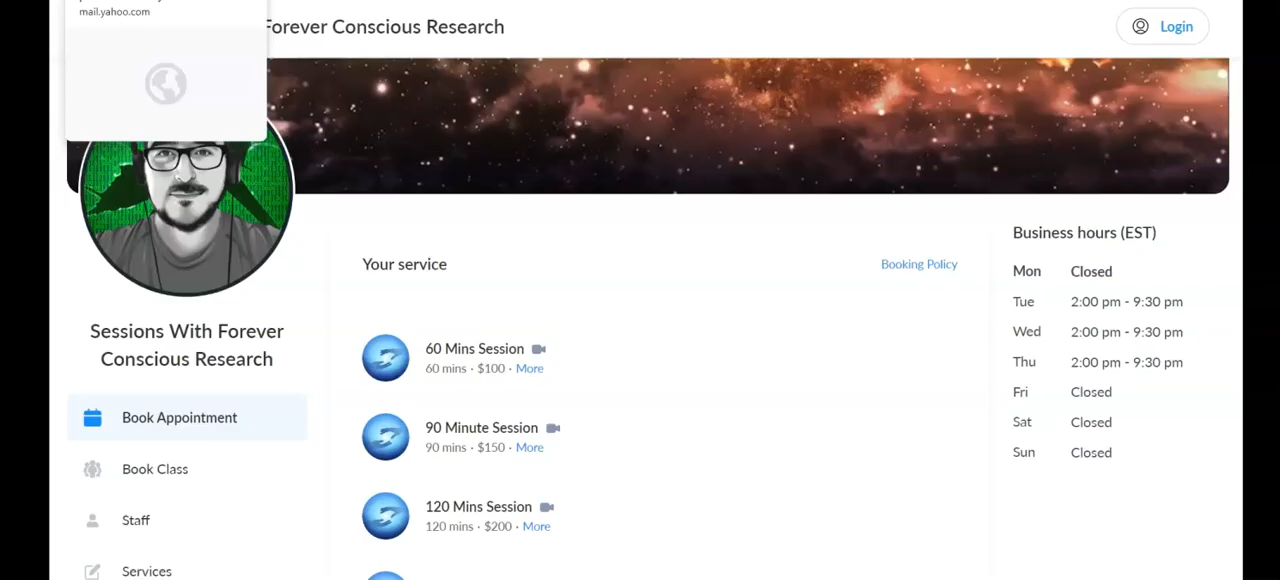 mail.yahoo.com
Forever Conscious Research
Login
Sessions With Forever
Conscious Research
Book Appointment
Book Class
Staff
Services
Your service
Booking Policy
60 Mins Session
60 mins · $100 · More
90 Minute Session
90 mins · $150 · More
120 Mins Session
120 mins · $200 · More
Business hours (EST)
Mon Closed
Tue 2:00 pm - 9:30 pm
Wed 2:00 pm - 9:30 pm
Thu 2:00 pm - 9:30 pm
Fri Closed
Sat Closed
Sun Closed